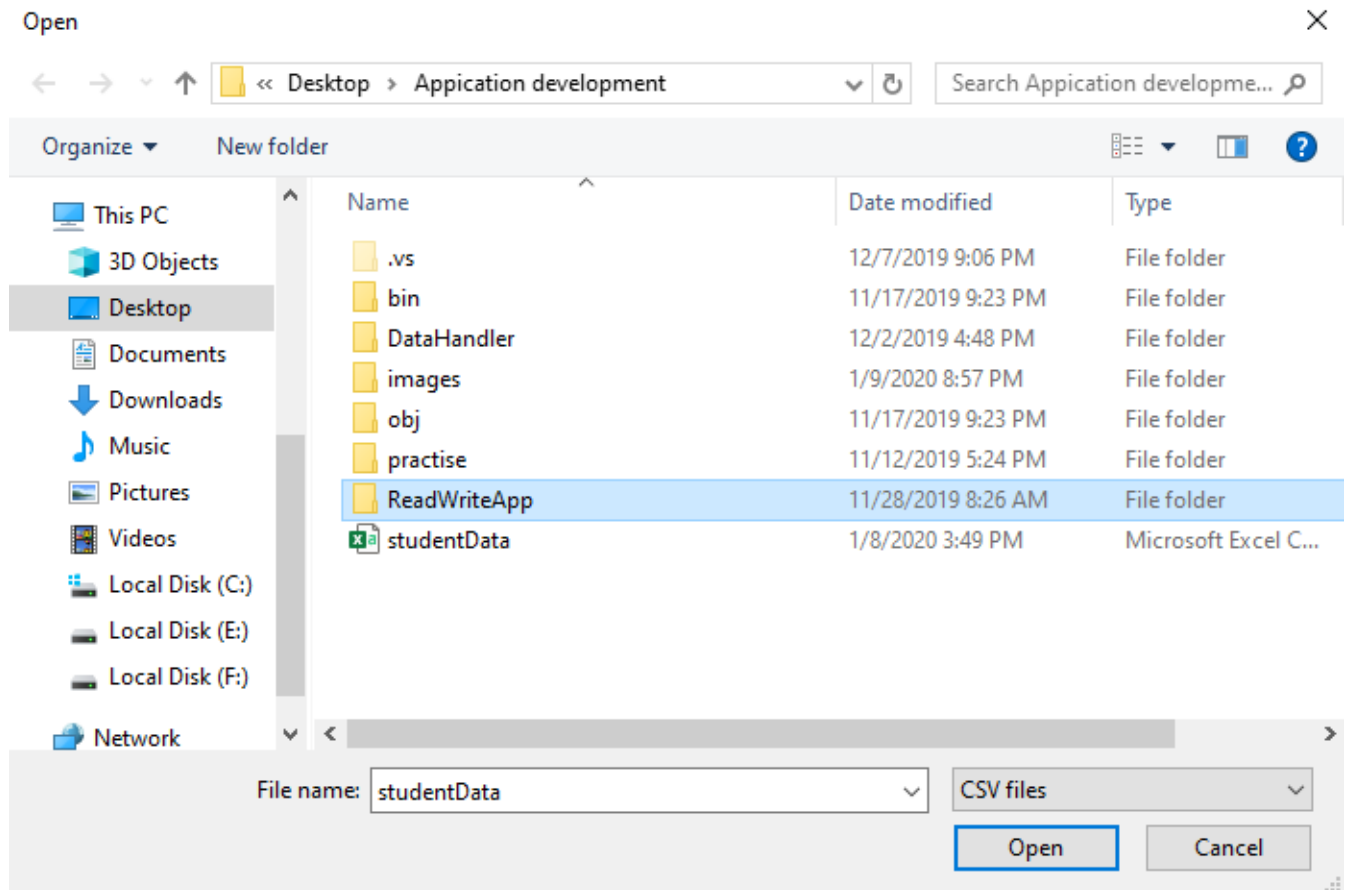 Open
« Desktop > Appication development
Search Appication developme...
Organize
New folder
This PC
3D Objects
Desktop
Documents
Downloads
Music
Pictures
Videos
Local Disk (C:)
Local Disk (E:)
Local Disk (F:)
Network
Name Date modified Type
.vs 12/7/2019 9:06 PM File folder
bin 11/17/2019 9:23 PM File folder
DataHandler 12/2/2019 4:48 PM File folder
images 1/9/2020 8:57 PM File folder
obj 11/17/2019 9:23 PM File folder
practise 11/12/2019 5:24 PM File folder
ReadWriteApp 11/28/2019 8:26 AM File folder
studentData 1/8/2020 3:49 PM Microsoft Excel C...
File name: studentData CSV files
Open Cancel